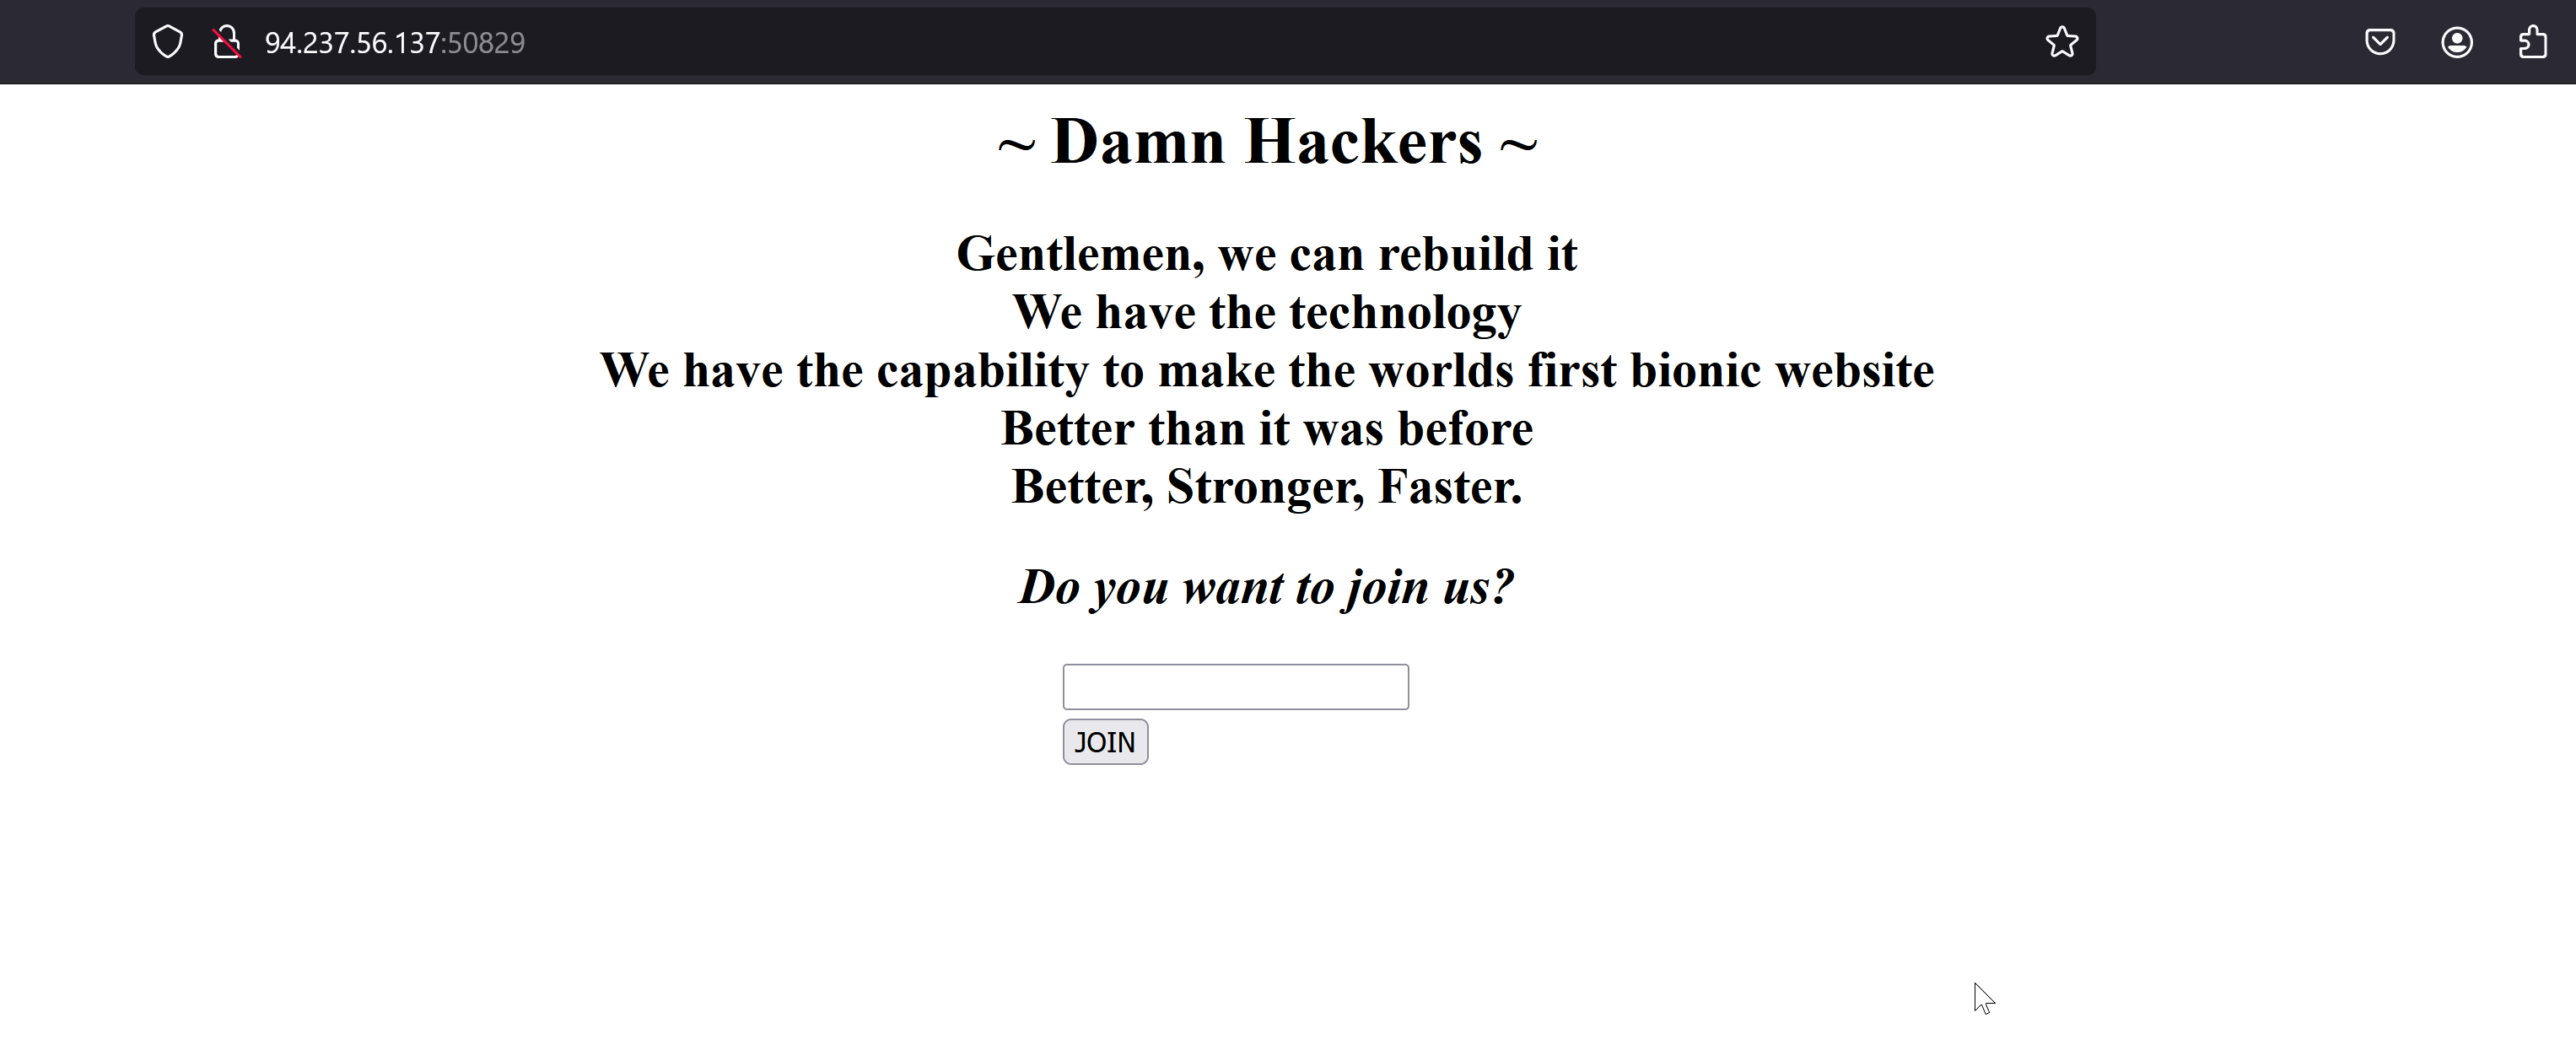 94.237.56.137:50829
~ Damn Hackers ~
Gentlemen, we can rebuild it
We have the technology
We have the capability to make the worlds first bionic website
Better than it was before
Better, Stronger, Faster.
Do you want to join us?
JOIN